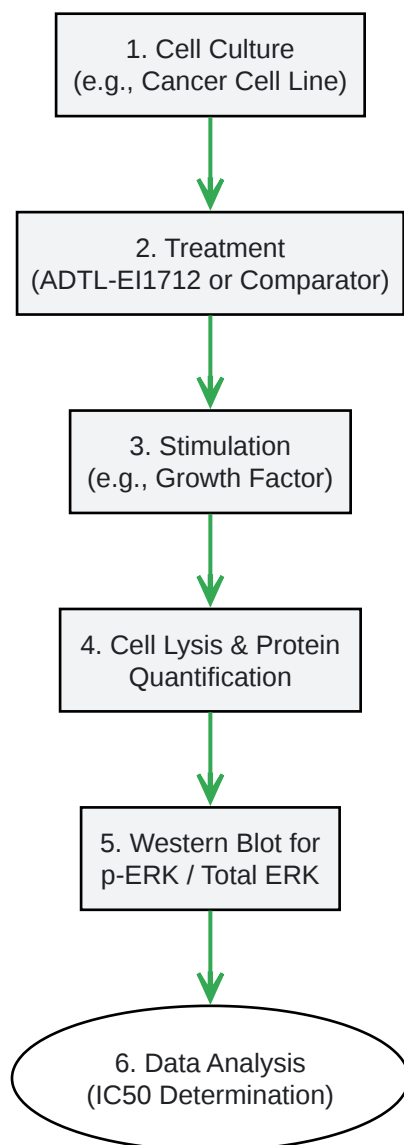 1. Cell Culture
(e.g., Cancer Cell Line)
2. Treatment
(ADTL-EI1712 or Comparator)
3. Stimulation
(e.g., Growth Factor)
4. Cell Lysis & Protein
Quantification
5. Western Blot for
p-ERK / Total ERK
6. Data Analysis
(IC50 Determination)